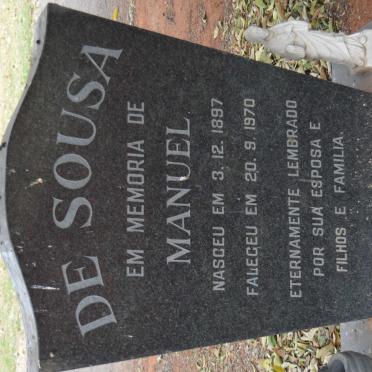 DE SOUSA
EM MEMORIA DE
MANUEL
NASCEU EM 3. 12. 1897
FALECEU EM 20. 9. 1970
ETERNAMENTE LEMBRADO
POR SUA ESPOSA E
FILHOS E FAMILIA.